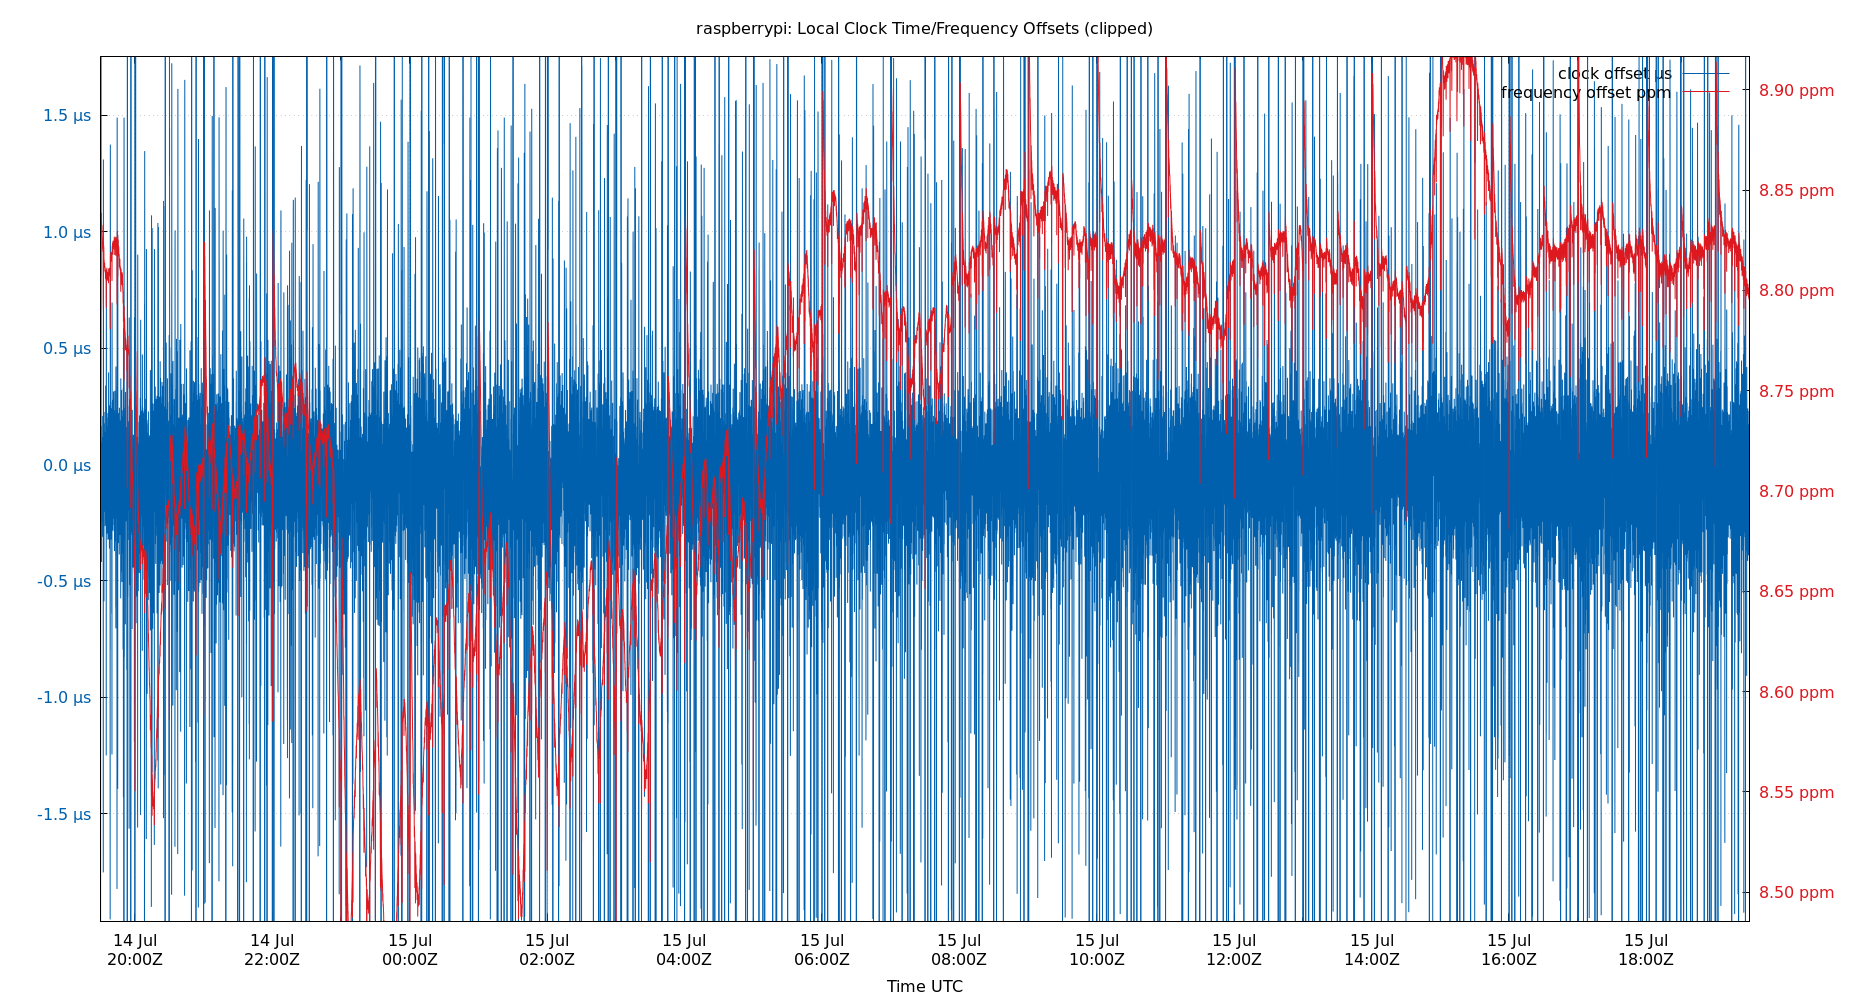 raspberrypi: Local Clock Time/Frequency Offsets (clipped)
clock offset µs
frequency offset ppm
1.5 µs
1.0 µs
0.5 µs
0.0 µs
-0.5 µs
-1.0 µs
-1.5 µs
8.90 ppm
8.85 ppm
8.80 ppm
8.75 ppm
8.70 ppm
8.65 ppm
8.60 ppm
8.55 ppm
8.50 ppm
14 Jul 14 Jul 15 Jul 15 Jul 15 Jul 15 Jul 15 Jul 15 Jul 15 Jul 15 Jul 15 Jul 15 Jul
20:00Z 22:00Z 00:00Z 02:00Z 04:00Z 06:00Z 08:00Z 10:00Z 12:00Z 14:00Z 16:00Z 18:00Z
Time UTC